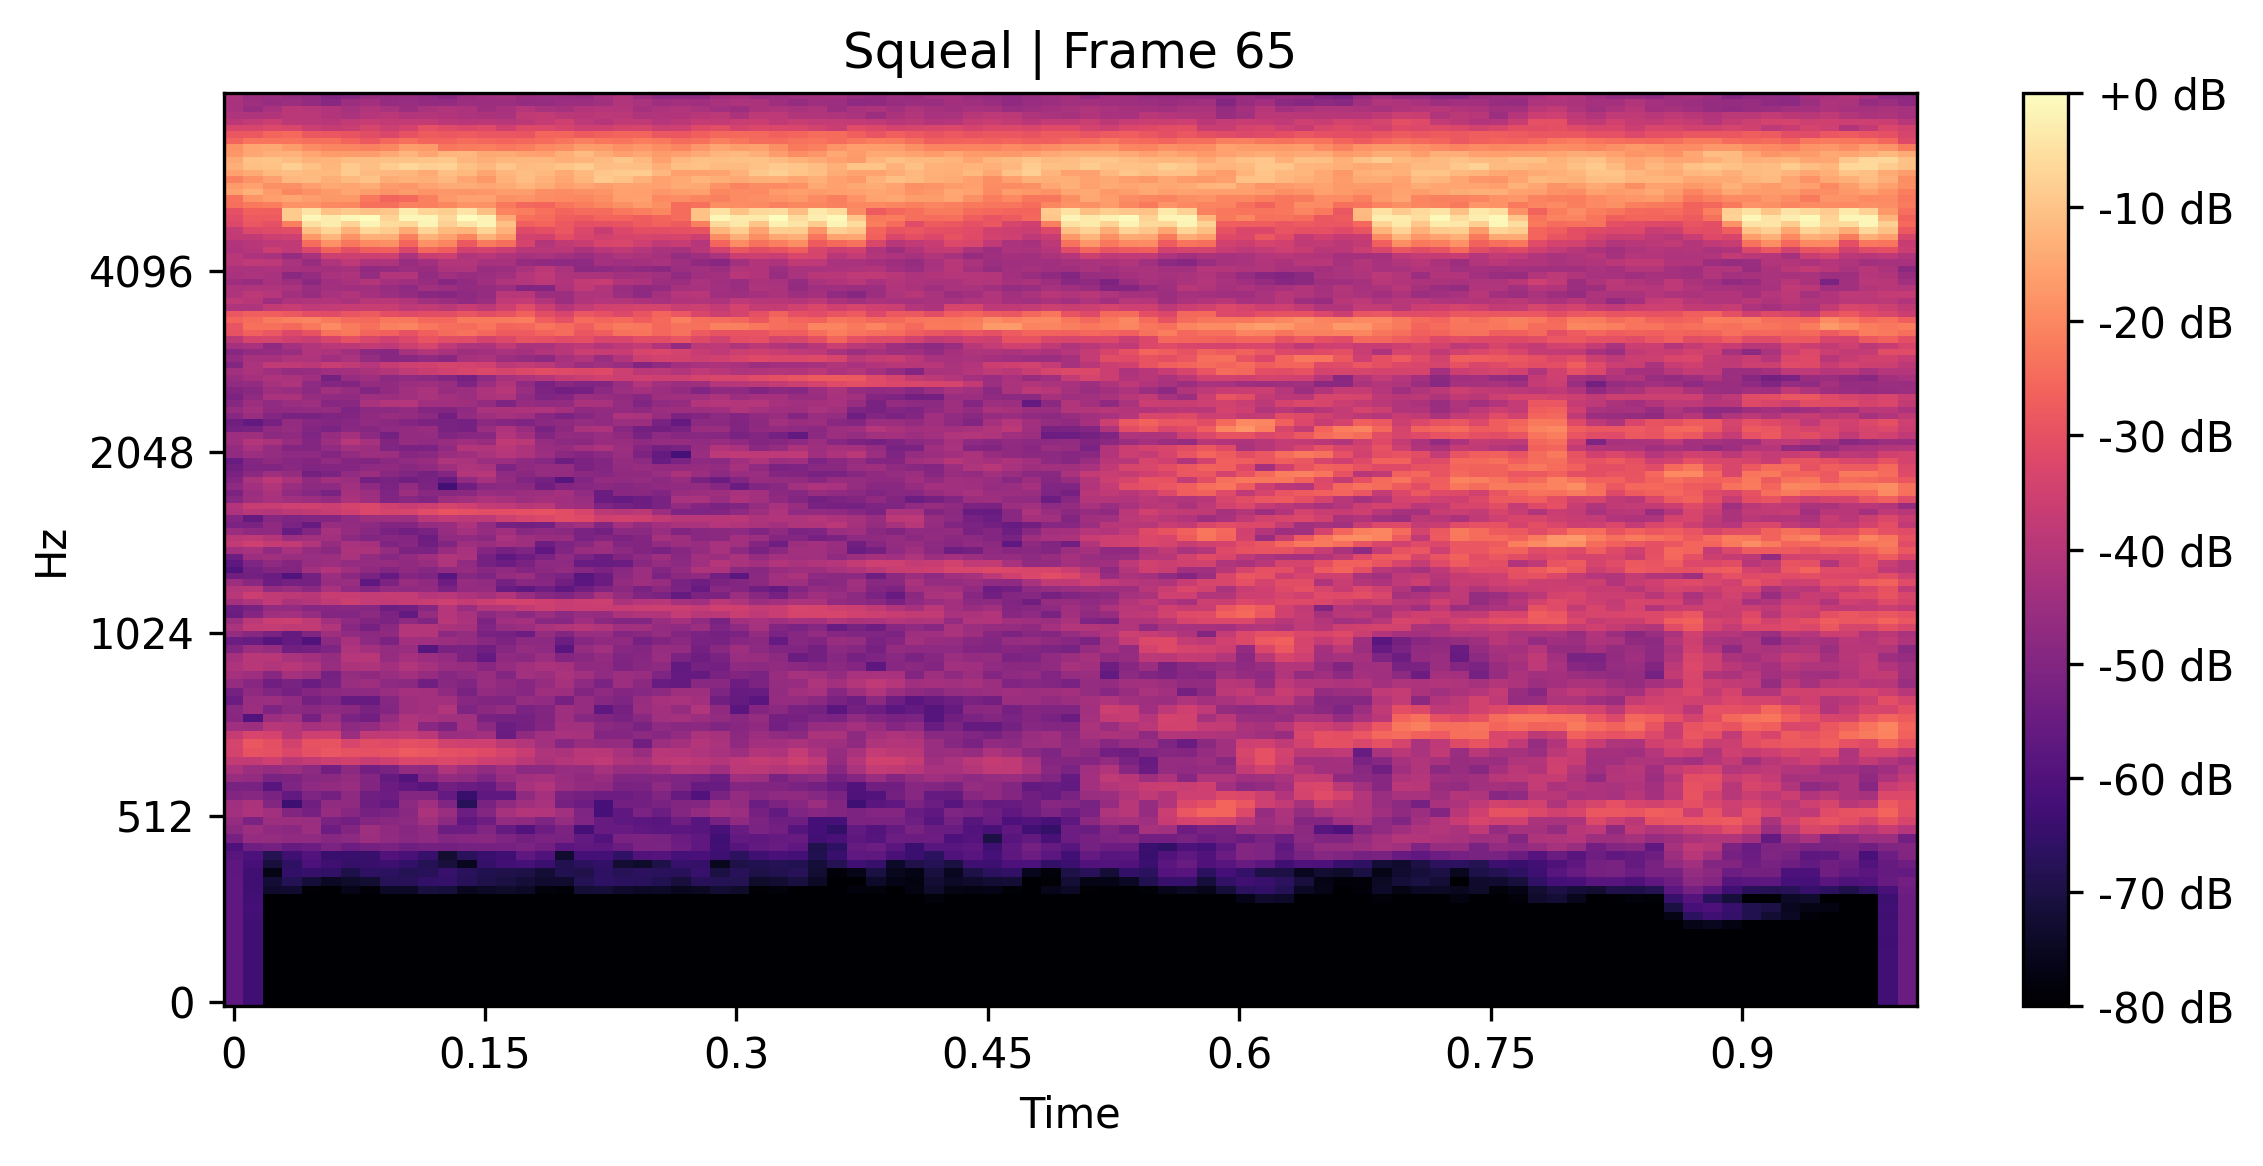 Squeal | Frame 65
Hz
4096
2048
1024
512
0
0 0.15 0.3 0.45 0.6 0.75 0.9
Time
+0 dB
-10 dB
-20 dB
-30 dB
-40 dB
-50 dB
-60 dB
-70 dB
-80 dB